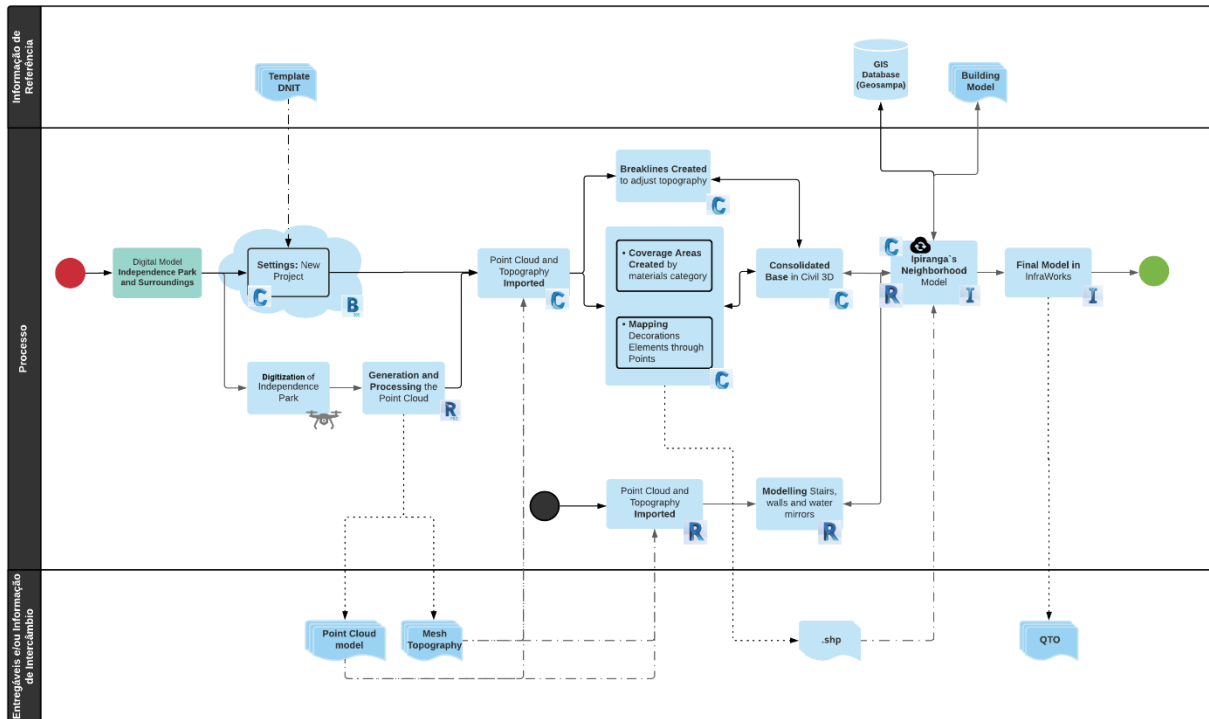 Informação de
Referência
Template
DNIT
GIS
Database
(Geosampa)
Building
Model
Processo
Digital Model
Independence Park
and Surroundings
Settings: New
Project
C
B
Digitization of
Independence
Park
Generation and
Processing the
Point Cloud
R
Point Cloud and
Topography
Imported
C
Breaklines Created
to adjust topography
C
• Coverage Areas
Created by
materials category
• Mapping
Decorations
Elements through
Points
C
Consolidated
Base in Civil 3D
C
C
R
Ipiranga`s
Neighborhood
Model
I
Final Model in
InfraWorks
I
Point Cloud and
Topography
Imported
R
Modelling Stairs,
walls and water
mirrors
R
Entregáveis e/ou Informação
de Intercâmbio
Point Cloud
model
Mesh
Topography
.shp
QTO